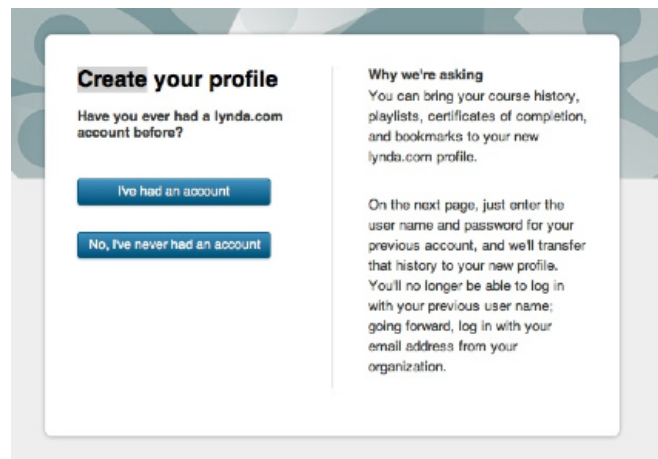 Create your profile
Have you ever had a lynda.com
account before?
I've had an account
No, I've never had an account
Why we're asking
You can bring your course history,
playlists, certificates of completion,
and bookmarks to your new
lynda.com profile.
On the next page, just enter the
user name and password for your
previous account, and we'll transfer
that history to your new profile.
You'll no longer be able to log in
with your previous user name;
going forward, log in with your
email address from your
organization.